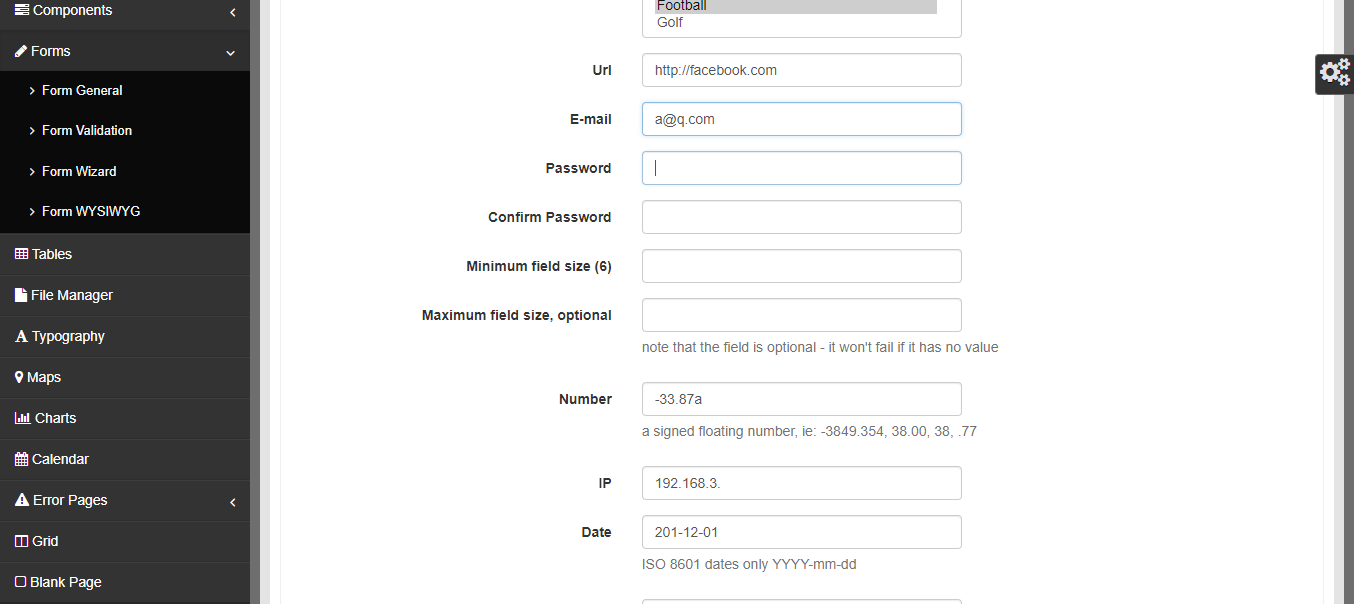 Components
Forms
Form General
Form Validation
Form Wizard
Form WYSIWYG
Tables
File Manager
Typography
Maps
Charts
Calendar
Error Pages
Grid
Blank Page
Football
Golf
Url http://facebook.com
E-mail a@q.com
Password
Confirm Password
Minimum field size (6)
Maximum field size, optional
note that the field is optional - it won't fail if it has no value
Number -33.87a
a signed floating number, ie: -3849.354, 38.00, 38, .77
IP 192.168.3.
Date 201-12-01
ISO 8601 dates only YYYY-mm-dd